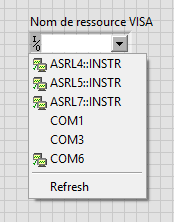 Nom de ressource VISA
I/O
ASRL4::INSTR
ASRL5::INSTR
ASRL7::INSTR
COM1
COM3
COM6
Refresh